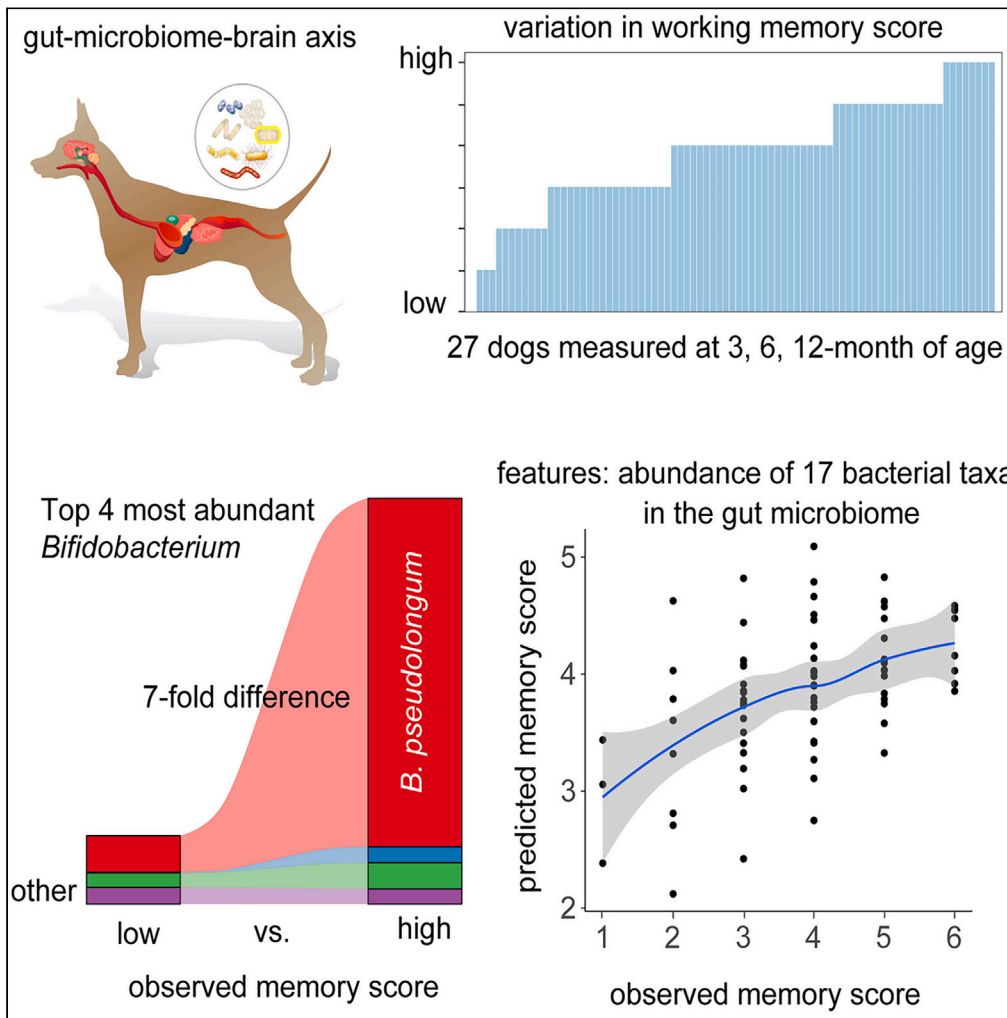 gut-microbiome-brain axis
variation in working memory score
high
low
27 dogs measured at 3, 6, 12-month of age
Top 4 most abundant
Bifidobacterium
7-fold difference
B. pseudolongum
other
low
vs.
high
observed memory score
features: abundance of 17 bacterial taxa
in the gut microbiome
predicted memory score
5
4
3
2
1 2 3 4 5 6
observed memory score